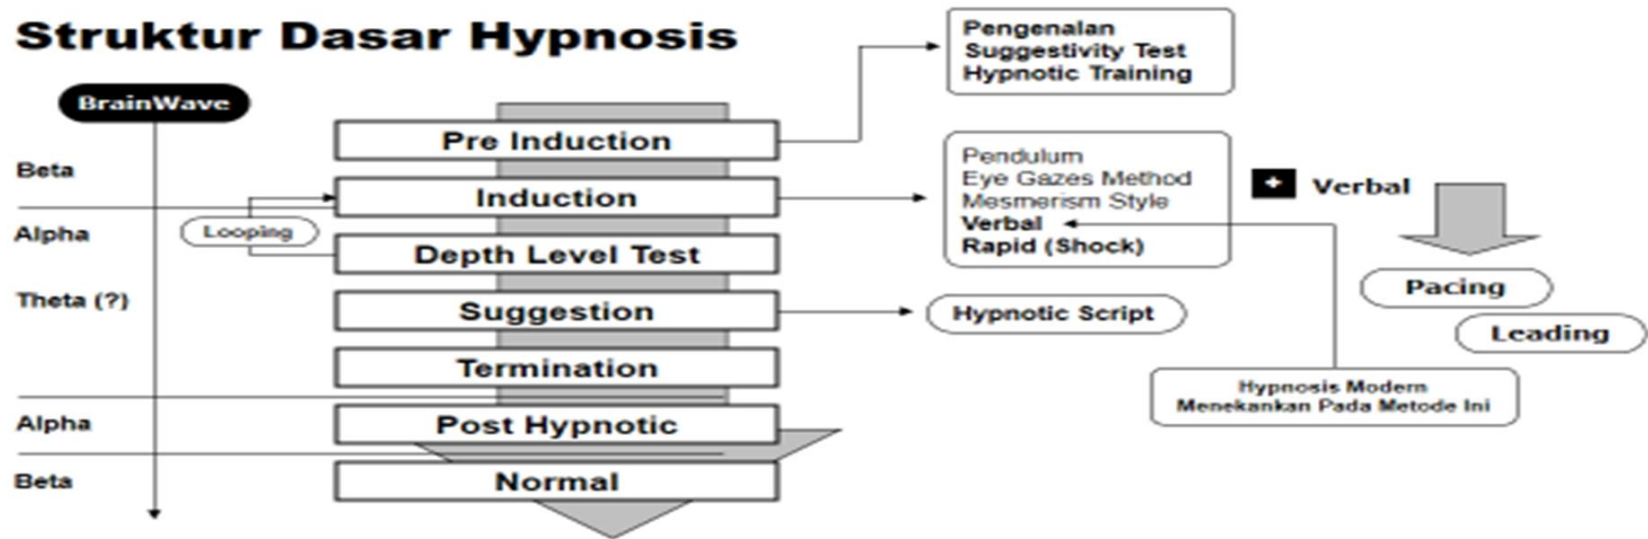 Struktur Dasar Hypnosis
BrainWave
Beta
Alpha
Theta (?)
Alpha
Beta
Looping
Pre Induction
Induction
Depth Level Test
Suggestion
Termination
Post Hypnotic
Normal
Pengenalan
Suggestivity Test
Hypnotic Training
Pendulum
Eye Gazes Method
Mesmerism Style
Verbal
Rapid (Shock)
+ Verbal
Pacing
Leading
Hypnotic Script
Hypnosis Modern
Menekankan Pada Metode Ini